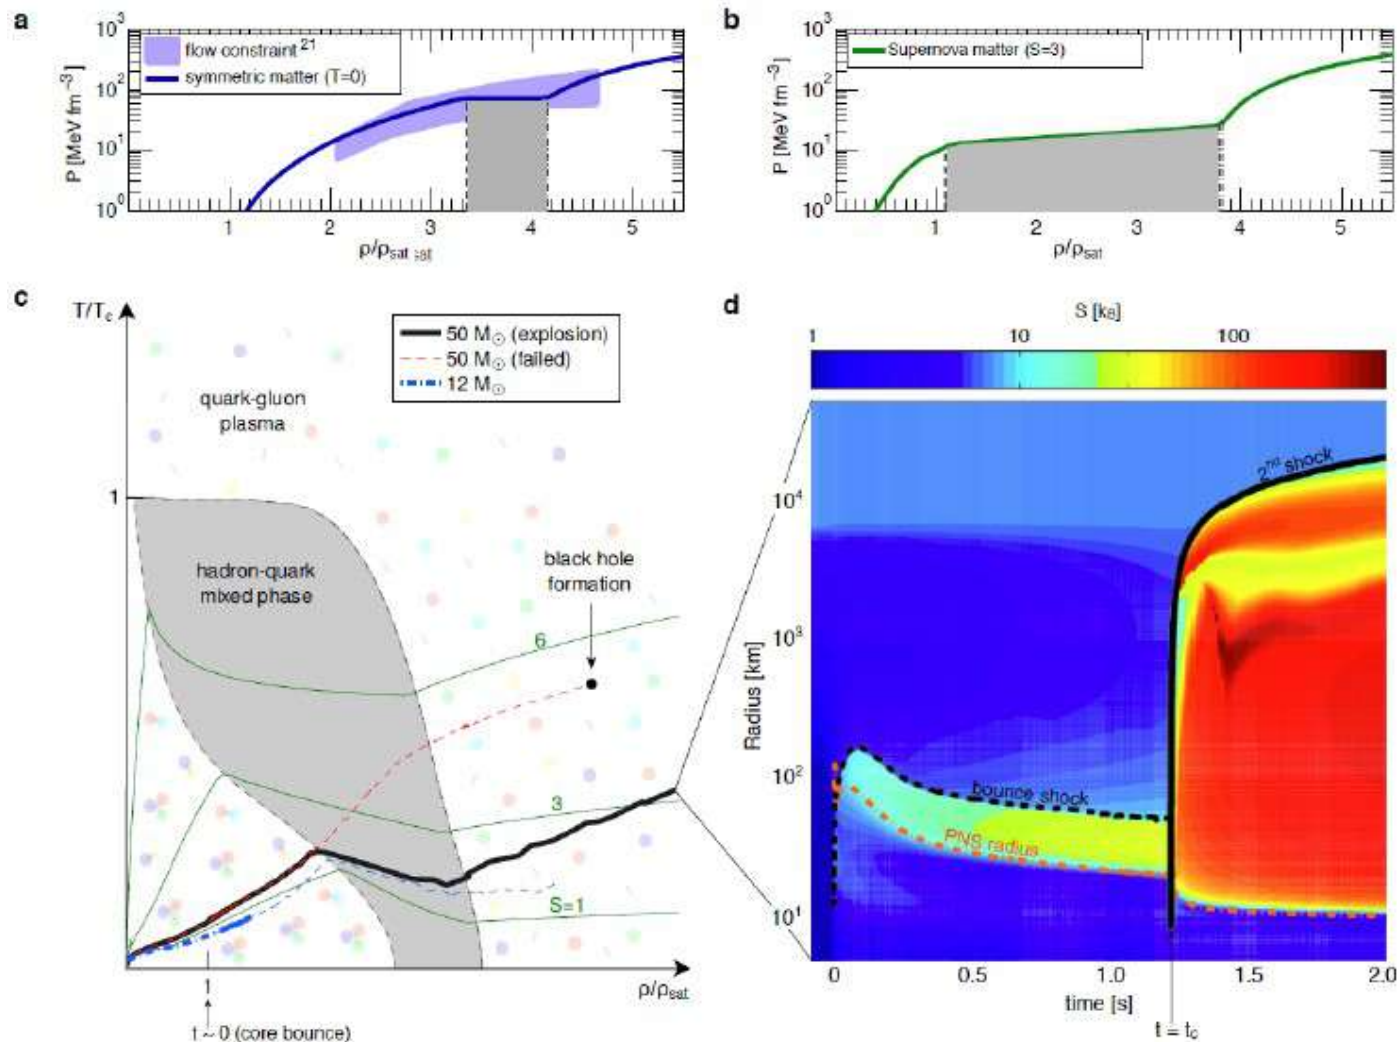 a
10³
10²
10¹
10⁰
P [MeV fm⁻³]
flow constraint ²¹
symmetric matter (T=0)
1 2 3 4 5
ρ/ρsat sat
b
10³
10²
10¹
10⁰
P [MeV fm⁻³]
Supernova matter (S=3)
1 2 3 4 5
ρ/ρsat
c
T/Tc
50 M☉ (explosion)
50 M☉ (failed)
12 M☉
quark-gluon
plasma
1
hadron-quark
mixed phase
black hole
formation
6
3
S=1
ρ/ρsat
1
t ~ 0 (core bounce)
d
S [kB]
1 10 100
2nd shock
10⁴
10³
10²
10¹
Radius [km]
bounce shock
PNS radius
0 0.5 1.0 1.5 2.0
time [s]
t = tc